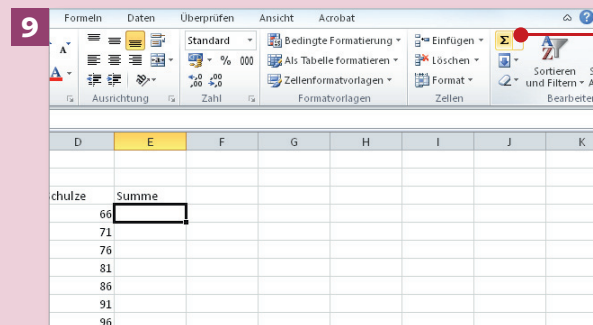 9
Formeln Daten Überprüfen Ansicht Acrobat
Standard Bedingte Formatierung Einfügen Σ
% 000 Als Tabelle formatieren Löschen
Zellenformatvorlagen Format Sortieren
und Filtern
Ausrichtung Zahl Formatvorlagen Zellen Bearbeiten
D E F G H I J K
chulze Summe
66
71
76
81
86
91
96